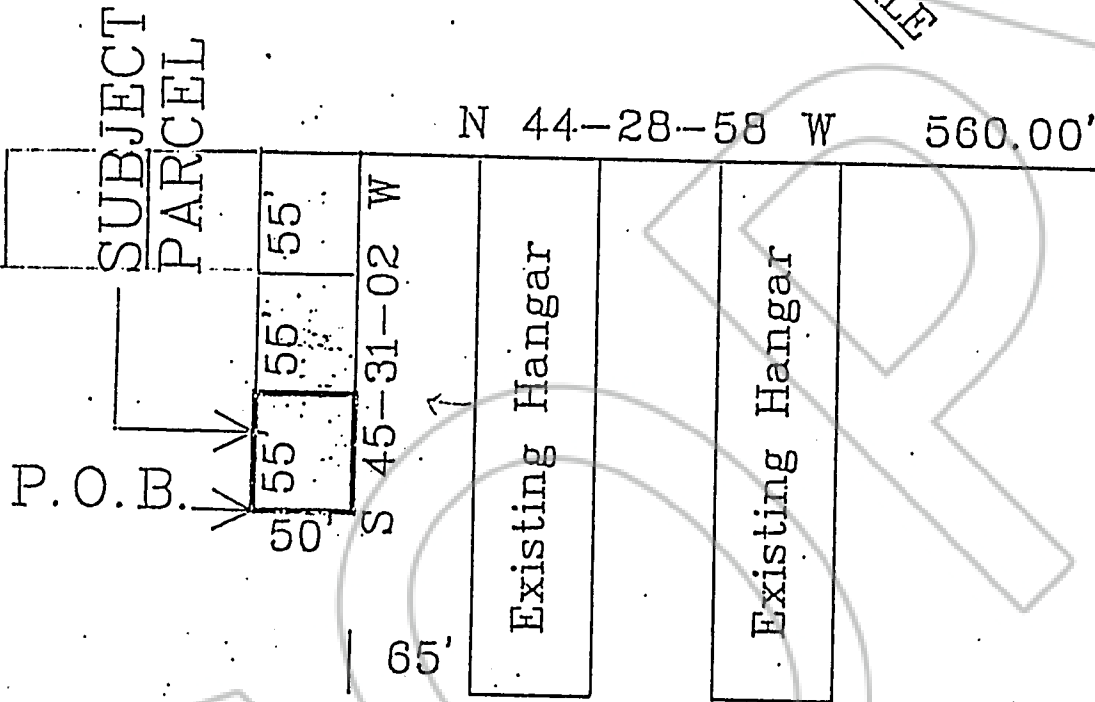 SUBJECT
PARCEL
N 44-28-58 W 560.00'
55'
55'
55'
S 45-31-02 W
P.O.B.
50'
65'
Existing Hangar
Existing Hangar